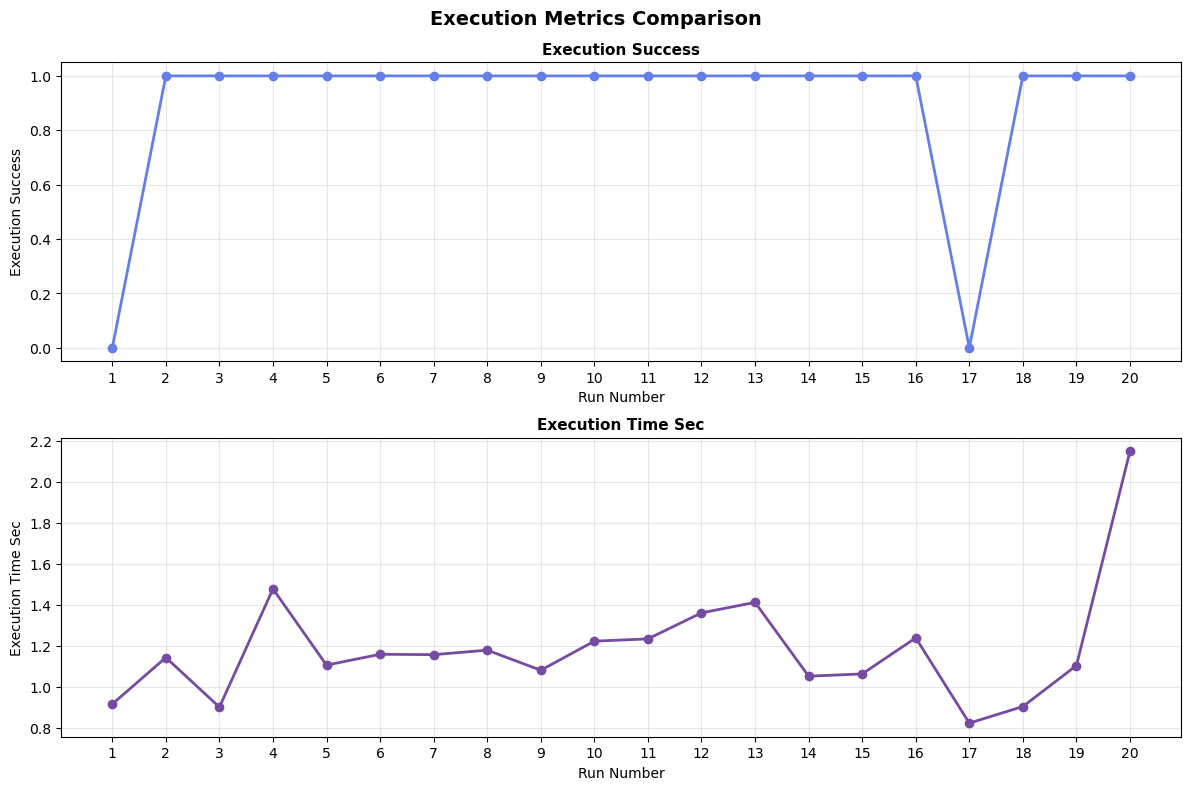 Execution Metrics Comparison
Execution Success
Execution Success
1.0
0.8
0.6
0.4
0.2
0.0
1 2 3 4 5 6 7 8 9 10 11 12 13 14 15 16 17 18 19 20
Run Number
Execution Time Sec
Execution Time Sec
2.2
2.0
1.8
1.6
1.4
1.2
1.0
0.8
1 2 3 4 5 6 7 8 9 10 11 12 13 14 15 16 17 18 19 20
Run Number